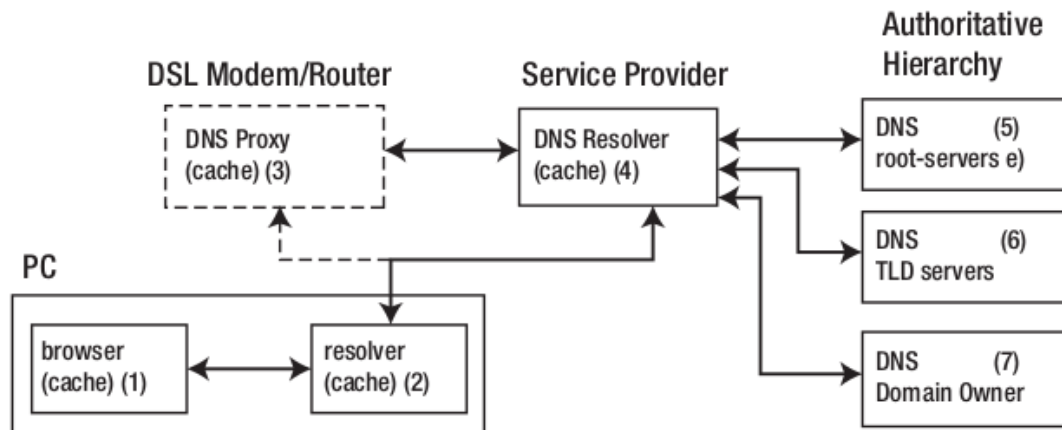 Authoritative
Hierarchy
DSL Modem/Router
Service Provider
DNS Proxy
(cache) (3)
DNS Resolver
(cache) (4)
DNS (5)
root-servers e)
DNS (6)
TLD servers
PC
browser
(cache) (1)
resolver
(cache) (2)
DNS (7)
Domain Owner